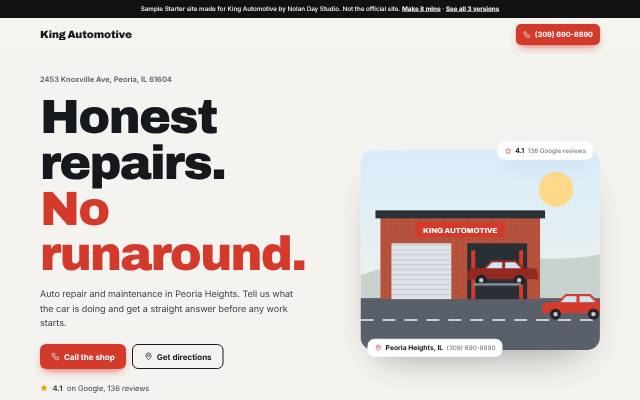 Sample Starter site made for King Automotive by Nolan Day Studio. Not the official site. Make it mine · See all 3 versions
King Automotive
(309) 690-8890
2453 Knoxville Ave, Peoria, IL 61604
Honest
repairs.
No
runaround.
Auto repair and maintenance in Peoria Heights. Tell us what
the car is doing and get a straight answer before any work
starts.
Call the shop
Get directions
4.1 on Google, 136 reviews
4.1 136 Google reviews
KING AUTOMOTIVE
Peoria Heights, IL (309) 690-8890